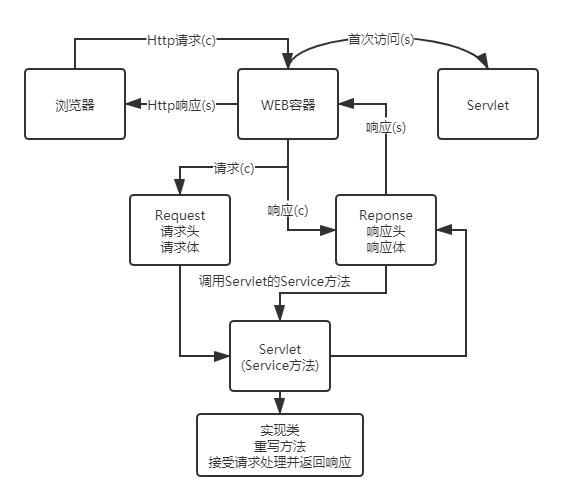 Http请求(c)
首次访问(s)
浏览器
Http响应(s)
WEB容器
Servlet
响应(s)
请求(c)
响应(c)
Request
请求头
请求体
Reponse
响应头
响应体
调用Servlet的Service方法
Servlet
(Service方法)
实现类
重写方法
接受请求处理并返回响应